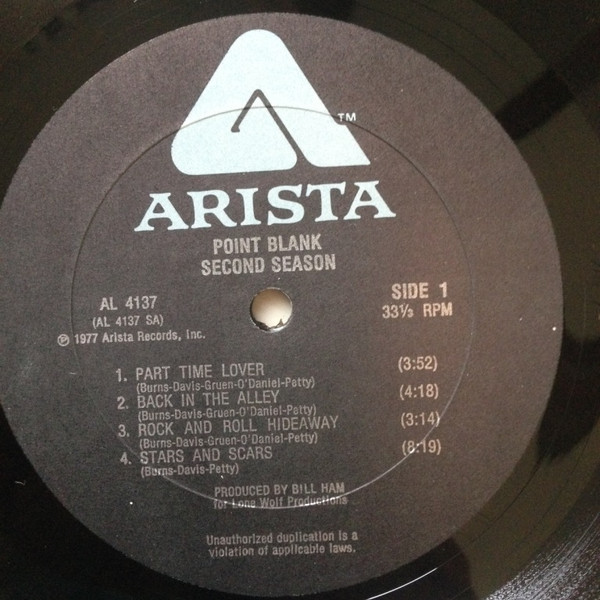 TM
ARISTA
POINT BLANK
SECOND SEASON
AL 4137
(AL 4137 SA)
℗ 1977 Arista Records, Inc.
SIDE 1
33⅓ RPM
1. PART TIME LOVER (3:52)
(Burns-Davis-Gruen-O'Daniel-Petty)
2. BACK IN THE ALLEY (4:18)
(Burns-Davis-Gruen-O'Daniel-Petty)
3. ROCK AND ROLL HIDEAWAY (3:14)
(Burns-Davis-Gruen-O'Daniel-Petty)
4. STARS AND SCARS (8:19)
(Burns-Davis-Petty)
PRODUCED BY BILL HAM
for Lone Wolf Productions
Unauthorized duplication is a
violation of applicable laws.